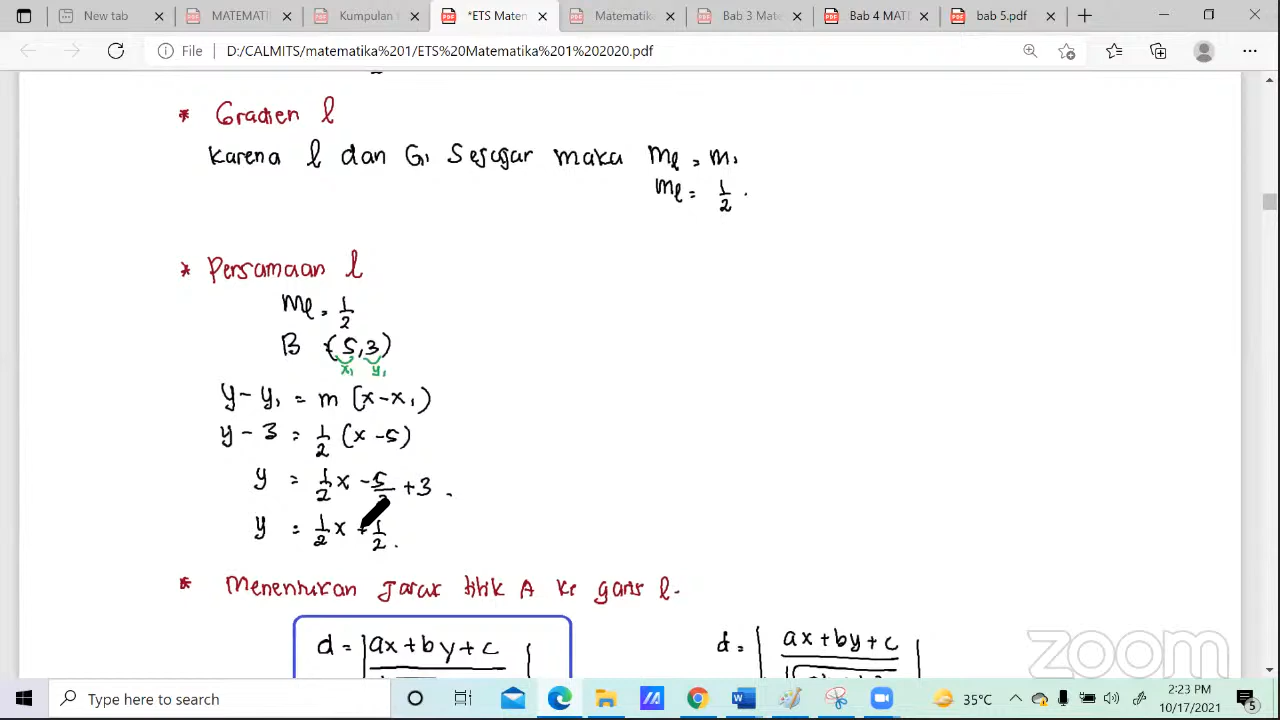 New tab
MATEMATI
Kumpulan
*ETS Maten
Matematik
Bab 3 Mate
Bab 4 MAT
bab 5.pdf
File
D:/CALMITS/matematika%201/ETS%20Matematika%201%202020.pdf
* Gradien l
Karena l dan G₁ Sejajar maka mₗ = m₁
mₗ = 1/2 .
* Persamaan l
mₗ = 1/2
B (5,3)
x₁ y₁
y - y₁ = m (x - x₁)
y - 3 = 1/2 (x - 5)
y = 1/2 x - 5/2 + 3 .
y = 1/2 x + 1/2 .
* Menentukan jarak titik A ke garis l.
d = |ax + by + c| d = |ax + by + c|
zoom
Type here to search
35°C
2:23 PM
10/17/2021
5